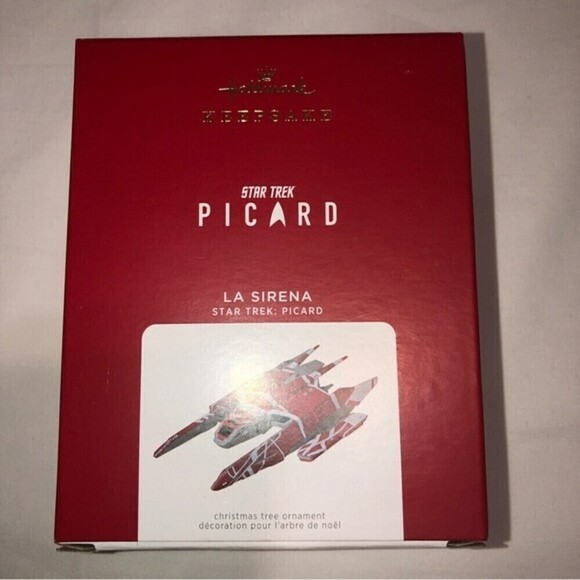 Hallmark
KEEPSAKE
STAR TREK
PICARD
LA SIRENA
STAR TREK: PICARD
christmas tree ornament
décoration pour l'arbre de noël